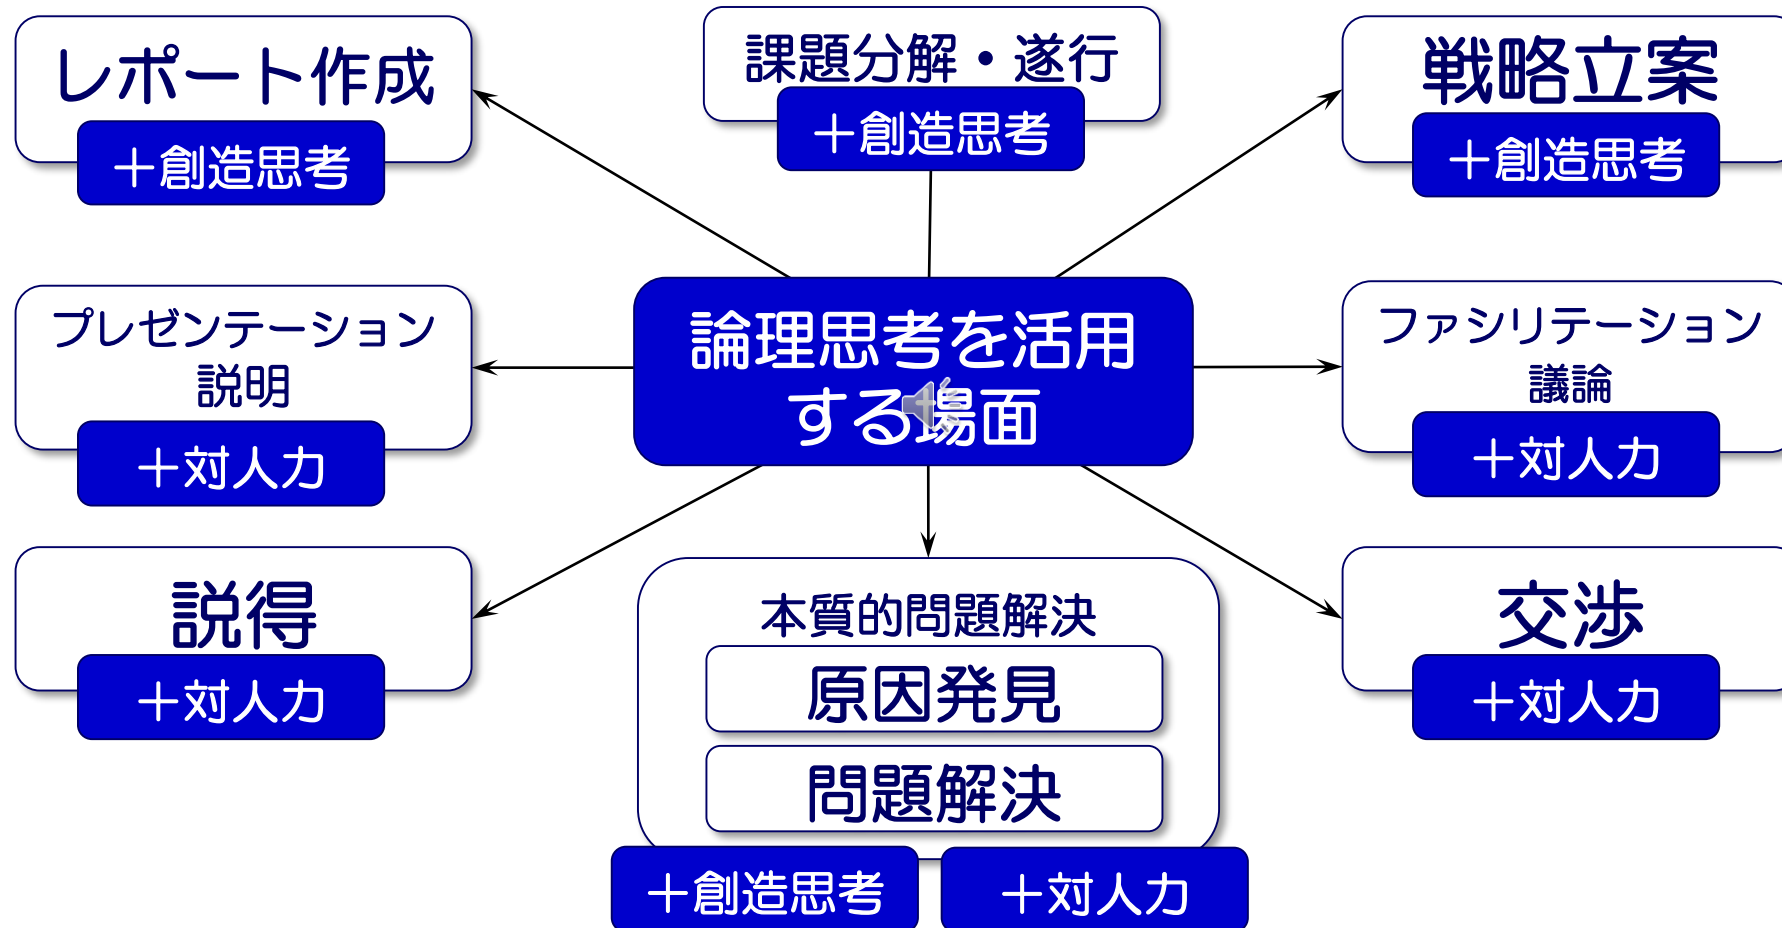 レポート作成
＋創造思考
課題分解・遂行
＋創造思考
戦略立案
＋創造思考
プレゼンテーション
説明
＋対人力
論理思考を活用
する場面
ファシリテーション
議論
＋対人力
説得
＋対人力
本質的問題解決
原因発見
問題解決
＋創造思考
＋対人力
交渉
＋対人力